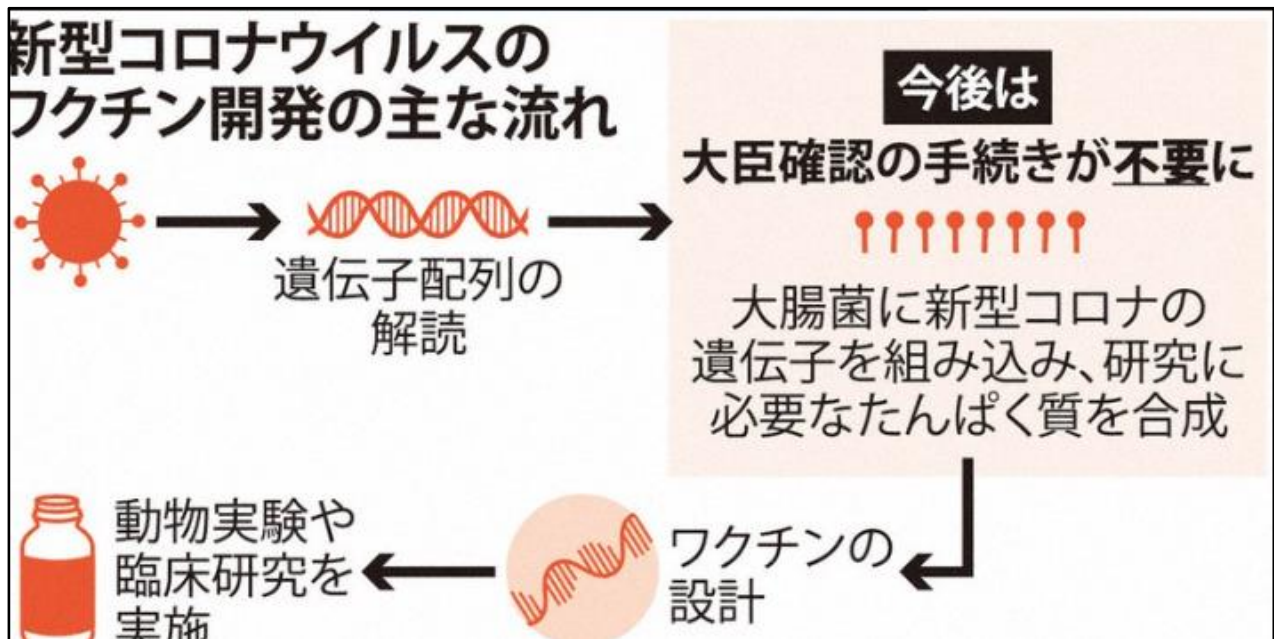 新型コロナウイルスの
ワクチン開発の主な流れ
遺伝子配列の
解読
今後は
大臣確認の手続きが不要に
大腸菌に新型コロナの
遺伝子を組み込み、研究に
必要なたんぱく質を合成
ワクチンの
設計
動物実験や
臨床研究を
実施